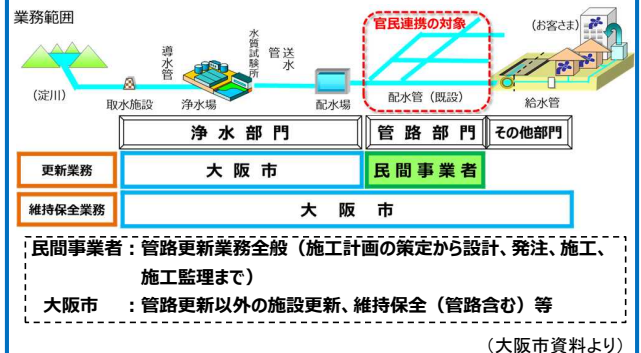 業務範囲
官民連携の対象
(お客さま)
導水管
水質試験所
送水管
(淀川)
取水施設
浄水場
配水場
配水管（既設）
給水管
浄水部門
管路部門
その他部門
更新業務
大阪市
民間事業者
維持保全業務
大阪市
民間事業者：管路更新業務全般（施工計画の策定から設計、発注、施工、
施工監理まで）
大阪市　：管路更新以外の施設更新、維持保全（管路含む）等
（大阪市資料より）